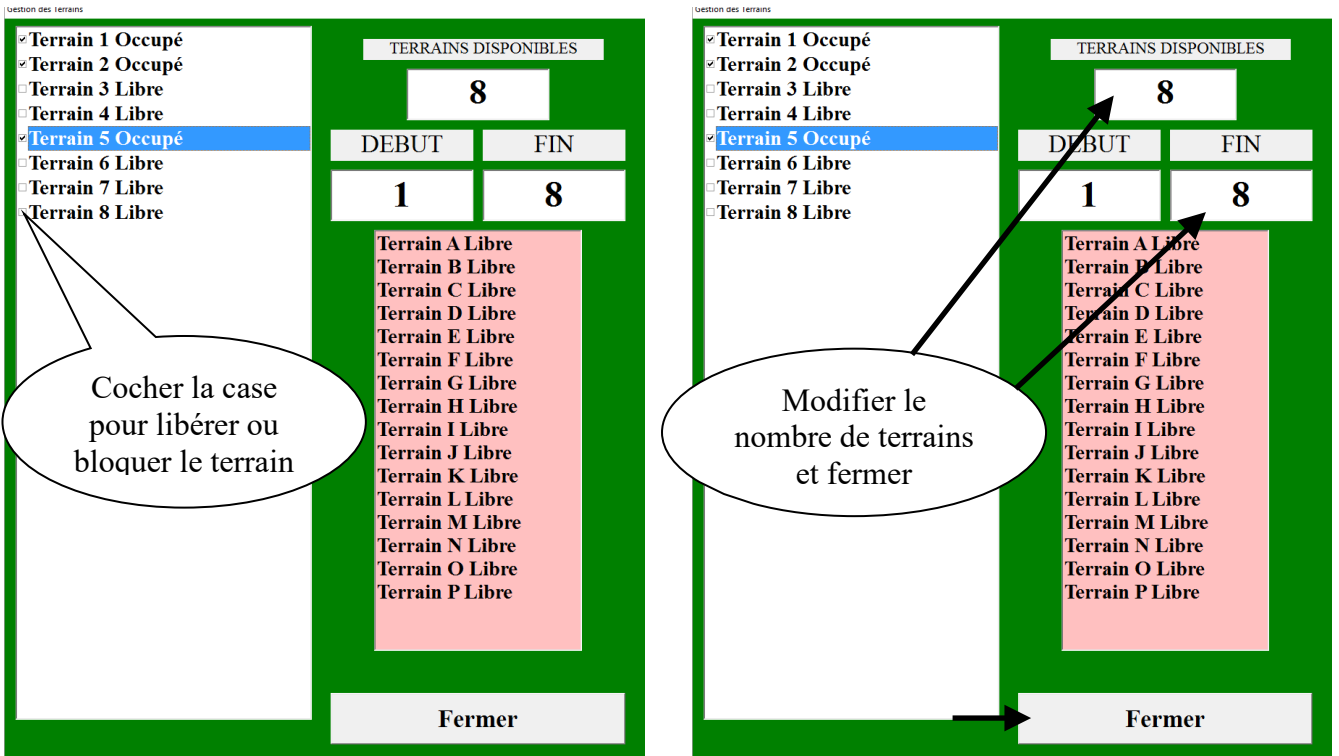 Gestion des Terrains
Terrain 1 Occupé
Terrain 2 Occupé
Terrain 3 Libre
Terrain 4 Libre
Terrain 5 Occupé
Terrain 6 Libre
Terrain 7 Libre
Terrain 8 Libre
TERRAINS DISPONIBLES
8
DEBUT
FIN
1
8
Terrain A Libre
Terrain B Libre
Terrain C Libre
Terrain D Libre
Terrain E Libre
Terrain F Libre
Terrain G Libre
Terrain H Libre
Terrain I Libre
Terrain J Libre
Terrain K Libre
Terrain L Libre
Terrain M Libre
Terrain N Libre
Terrain O Libre
Terrain P Libre
Cocher la case
pour libérer ou
bloquer le terrain
Fermer
Gestion des Terrains
Terrain 1 Occupé
Terrain 2 Occupé
Terrain 3 Libre
Terrain 4 Libre
Terrain 5 Occupé
Terrain 6 Libre
Terrain 7 Libre
Terrain 8 Libre
TERRAINS DISPONIBLES
8
DEBUT
FIN
1
8
Terrain A Libre
Terrain B Libre
Terrain C Libre
Terrain D Libre
Terrain E Libre
Terrain F Libre
Terrain G Libre
Terrain H Libre
Terrain I Libre
Terrain J Libre
Terrain K Libre
Terrain L Libre
Terrain M Libre
Terrain N Libre
Terrain O Libre
Terrain P Libre
Modifier le
nombre de terrains
et fermer
Fermer